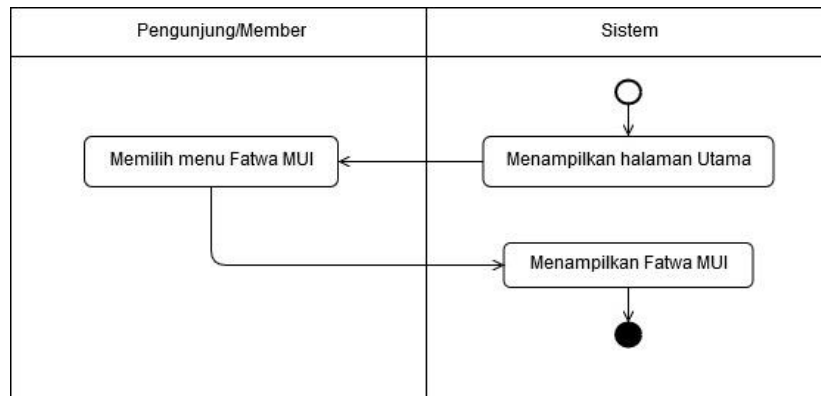 Pengunjung/Member
Sistem
Menampilkan halaman Utama
Memilih menu Fatwa MUI
Menampilkan Fatwa MUI